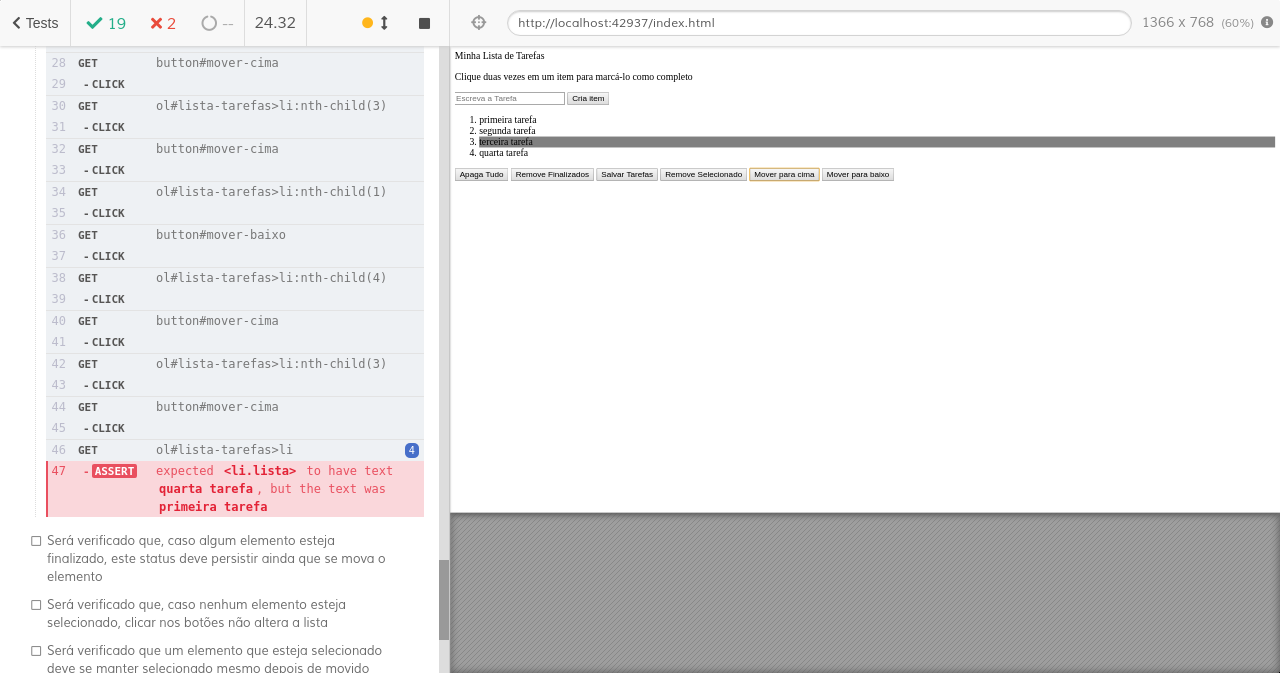 Tests 19 2 -- 24.32 http://localhost:42937/index.html 1366 x 768 (60%)
28 GET button#mover-cima
29 - CLICK
30 GET ol#lista-tarefas>li:nth-child(3)
31 - CLICK
32 GET button#mover-cima
33 - CLICK
34 GET ol#lista-tarefas>li:nth-child(1)
35 - CLICK
36 GET button#mover-baixo
37 - CLICK
38 GET ol#lista-tarefas>li:nth-child(4)
39 - CLICK
40 GET button#mover-cima
41 - CLICK
42 GET ol#lista-tarefas>li:nth-child(3)
43 - CLICK
44 GET button#mover-cima
45 - CLICK
46 GET ol#lista-tarefas>li 4
47 - ASSERT expected <li.lista> to have text
quarta tarefa , but the text was
primeira tarefa
Será verificado que, caso algum elemento esteja
finalizado, este status deve persistir ainda que se mova o
elemento
Será verificado que, caso nenhum elemento esteja
selecionado, clicar nos botões não altera a lista
Será verificado que um elemento que esteja selecionado
deve se manter selecionado mesmo depois de movido
Minha Lista de Tarefas
Clique duas vezes em um item para marcá-lo como completo
Escreva a Tarefa Cria item
1. primeira tarefa
2. segunda tarefa
3. terceira tarefa
4. quarta tarefa
Apaga Tudo Remove Finalizados Salvar Tarefas Remove Selecionado Mover para cima Mover para baixo